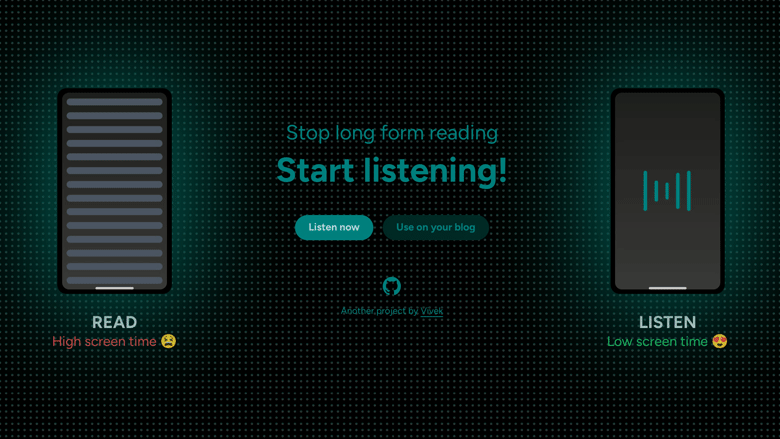 Stop long form reading
Start listening!
Listen now
Use on your blog
Another project by Vivek
READ
High screen time 😫
LISTEN
Low screen time 😍